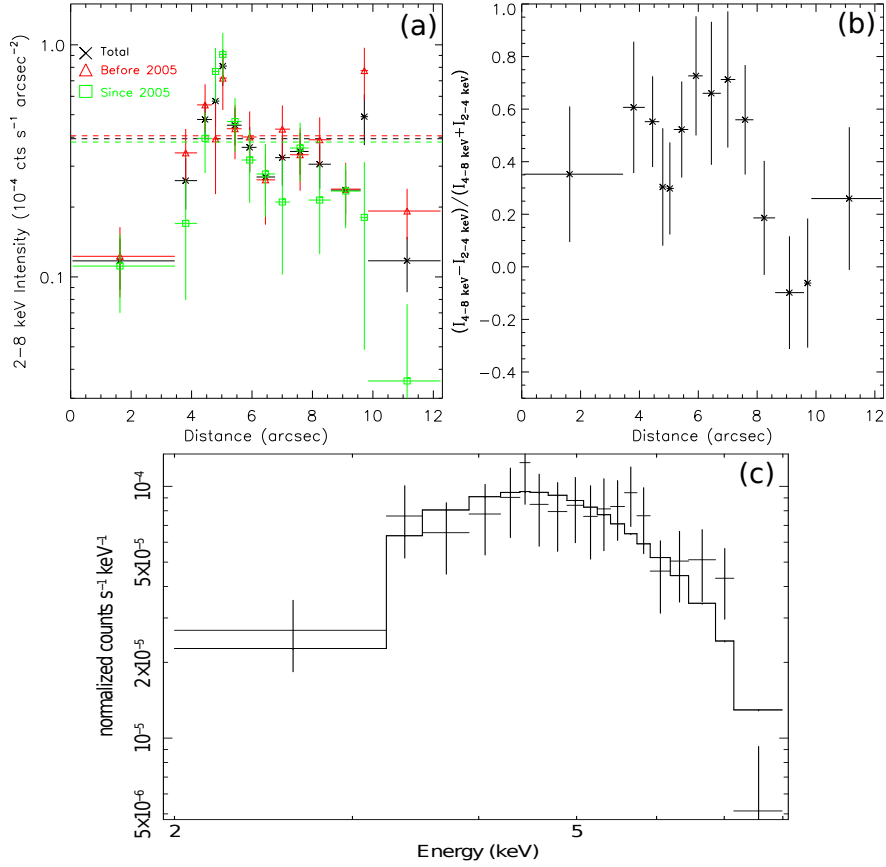 (a)
× Total
△ Before 2005
□ Since 2005
1.0
0.1
2−8 keV Intensity (10⁻⁴ cts s⁻¹ arcsec⁻²)
0 2 4 6 8 10 12
Distance (arcsec)
(b)
1.0
0.8
0.6
0.4
0.2
0.0
−0.2
−0.4
(I4−8 keV−I2−4 keV)/(I4−8 keV+I2−4 keV)
0 2 4 6 8 10 12
Distance (arcsec)
(c)
10⁻⁴
5×10⁻⁵
2×10⁻⁵
10⁻⁵
5×10⁻⁶
normalized counts s⁻¹ keV⁻¹
2 5
Energy (keV)